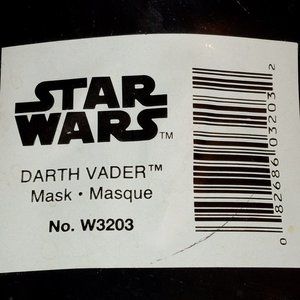 STAR
WARS™
DARTH VADER™
Mask • Masque
No. W3203
0 82686 03203 2